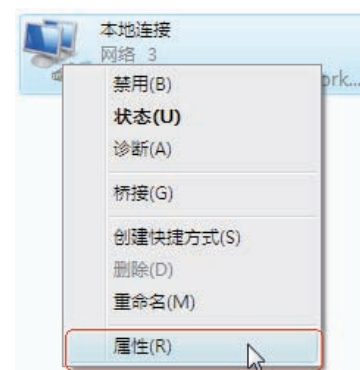 本地连接
网络 3
ork...
禁用(B)
状态(U)
诊断(A)
桥接(G)
创建快捷方式(S)
删除(D)
重命名(M)
属性(R)